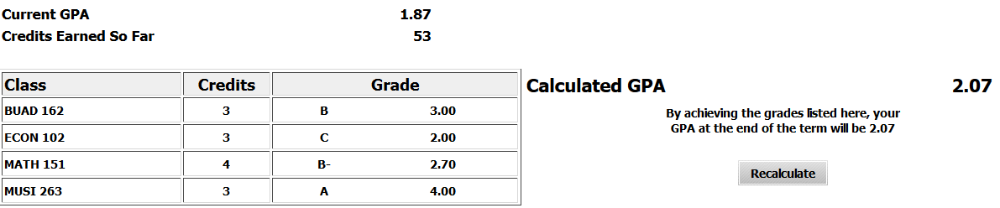 Current GPA 1.87
Credits Earned So Far 53
Class Credits Grade
BUAD 162 3 B 3.00
ECON 102 3 C 2.00
MATH 151 4 B- 2.70
MUSI 263 3 A 4.00
Calculated GPA 2.07
By achieving the grades listed here, your
GPA at the end of the term will be 2.07
Recalculate